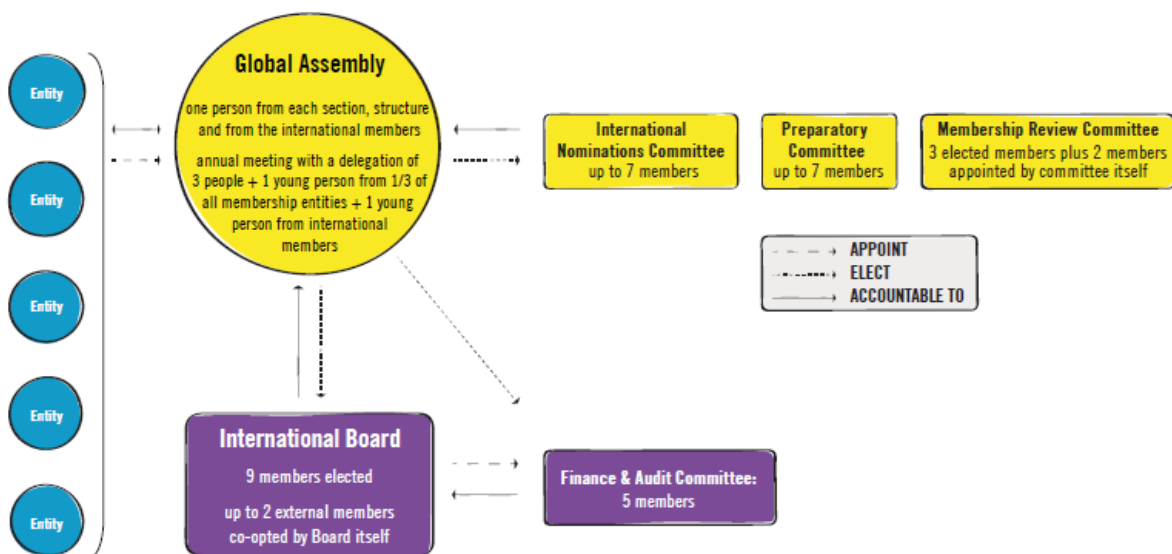 Entity
Entity
Entity
Entity
Entity
Global Assembly
one person from each section, structure
and from the international members
annual meeting with a delegation of
3 people + 1 young person from 1/3 of
all membership entities + 1 young
person from international
members
International
Nominations Committee
up to 7 members
Preparatory
Committee
up to 7 members
Membership Review Committee
3 elected members plus 2 members
appointed by committee itself
APPOINT
ELECT
ACCOUNTABLE TO
International Board
9 members elected
up to 2 external members
co-opted by Board itself
Finance & Audit Committee:
5 members